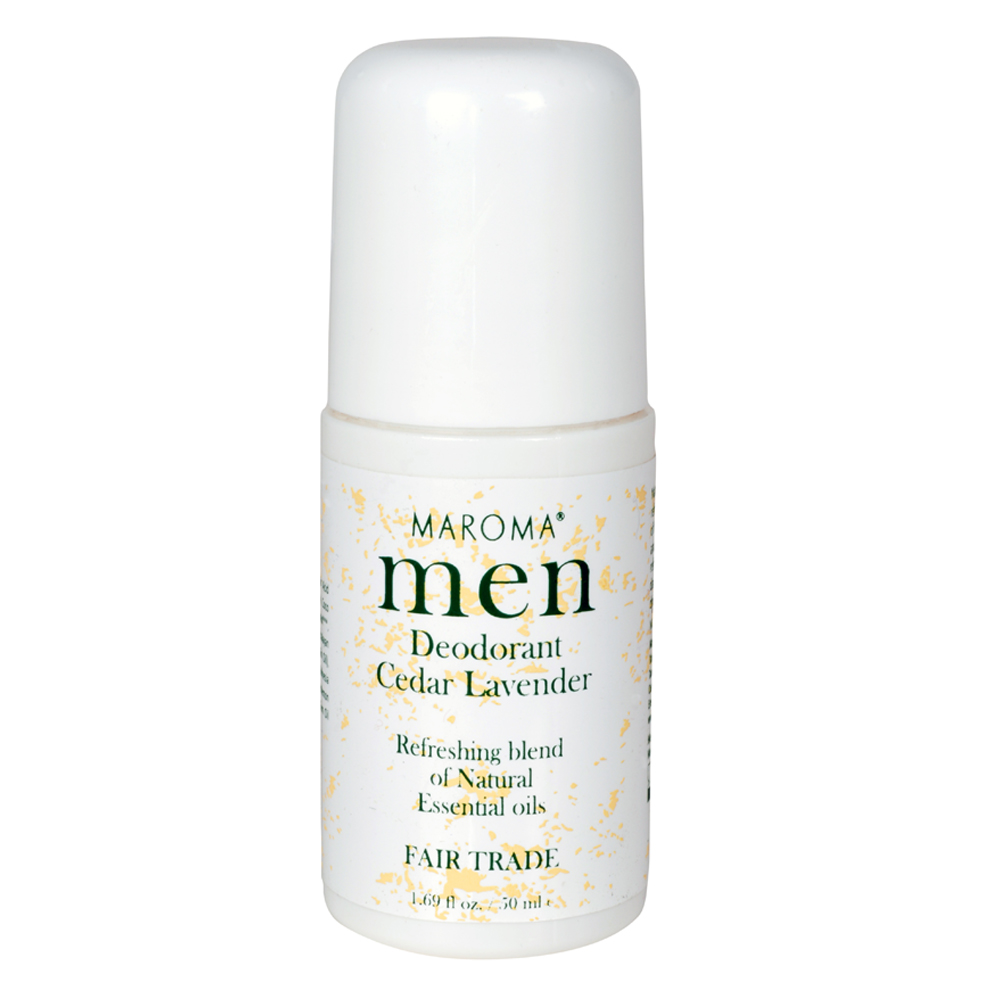 MAROMA®
men
Deodorant
Cedar Lavender
Refreshing blend
of Natural
Essential oils
FAIR TRADE
1.69 fl oz. / 50 ml e